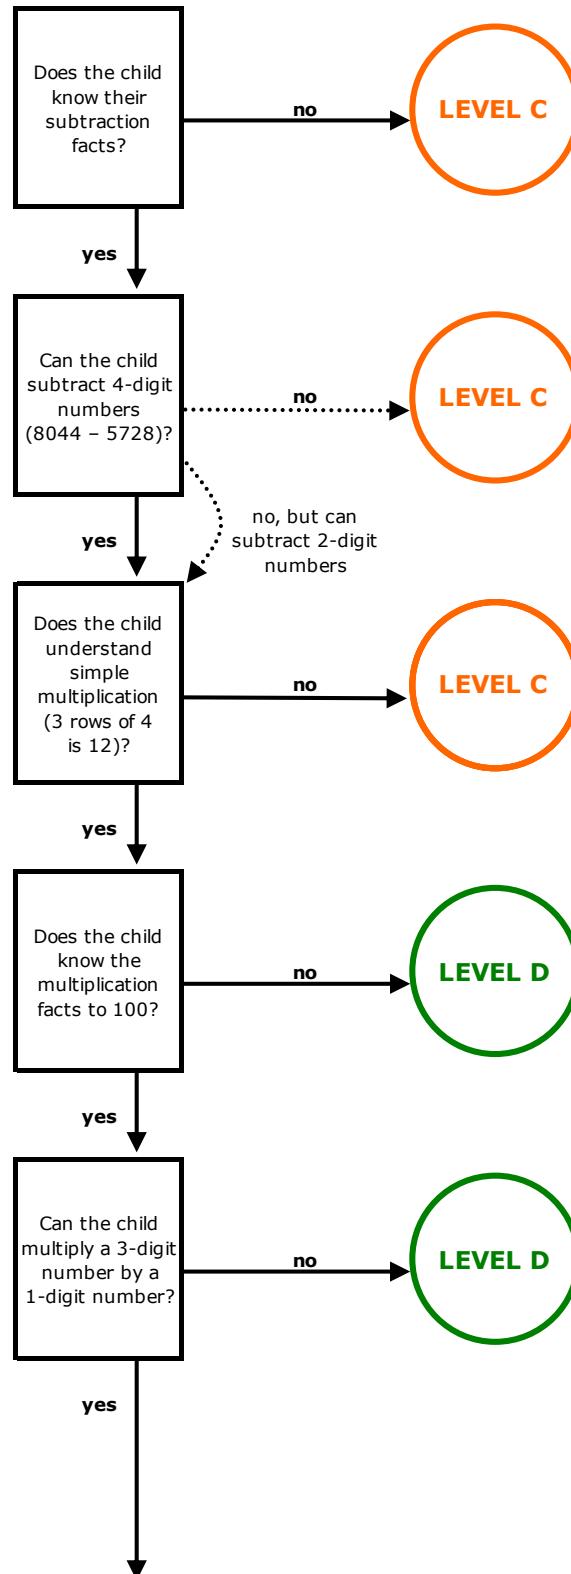 Does the child
know their
subtraction
facts?
no
LEVEL C
yes
Can the child
subtract 4-digit
numbers
(8044 – 5728)?
no
LEVEL C
no, but can
subtract 2-digit
numbers
yes
Does the child
understand
simple
multiplication
(3 rows of 4
is 12)?
no
LEVEL C
yes
Does the child
know the
multiplication
facts to 100?
no
LEVEL D
yes
Can the child
multiply a 3-digit
number by a
1-digit number?
no
LEVEL D
yes